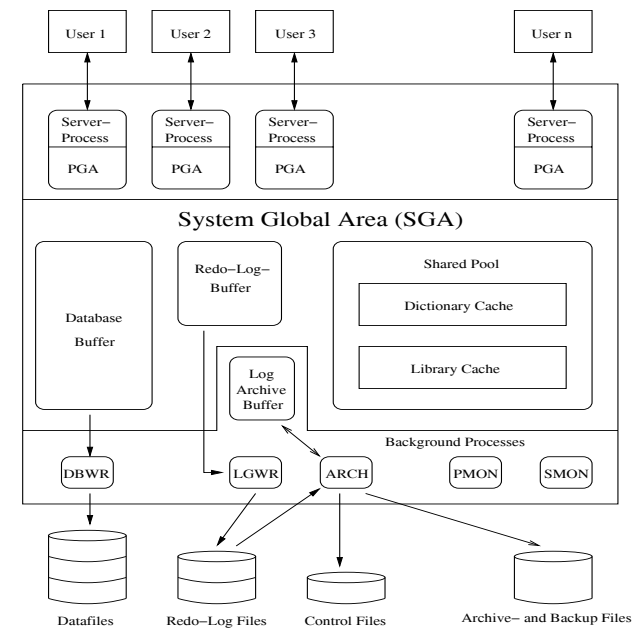 User 1
User 2
User 3
User n
Server−
Process
PGA
Server−
Process
PGA
Server−
Process
PGA
Server−
Process
PGA
System Global Area (SGA)
Database
Buffer
Redo−Log−
Buffer
Shared Pool
Dictionary Cache
Library Cache
Log
Archive
Buffer
Background Processes
DBWR
LGWR
ARCH
PMON
SMON
Datafiles
Redo−Log Files
Control Files
Archive− and Backup Files